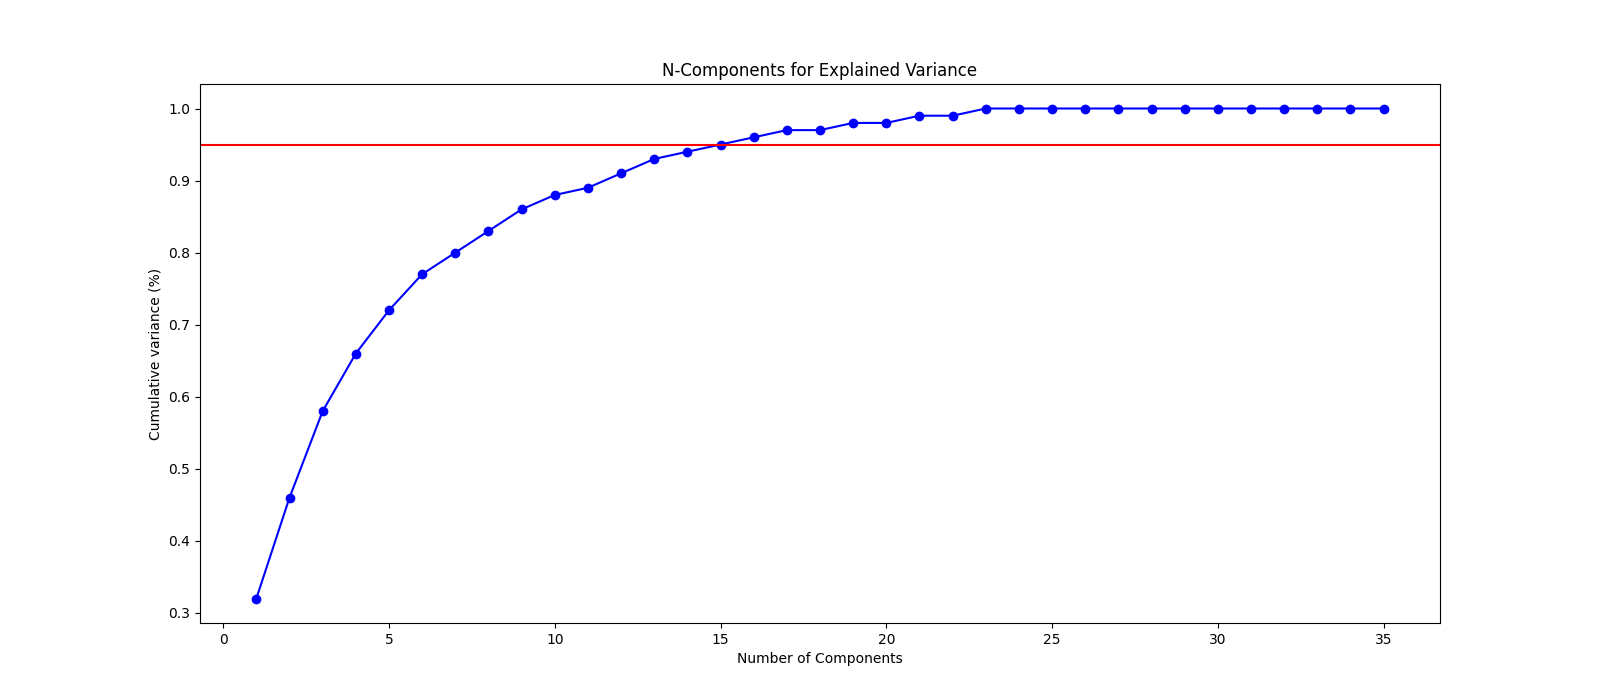 N-Components for Explained Variance
1.0
0.9
0.8
0.7
0.6
0.5
0.4
0.3
Cumulative variance (%)
0 5 10 15 20 25 30 35
Number of Components